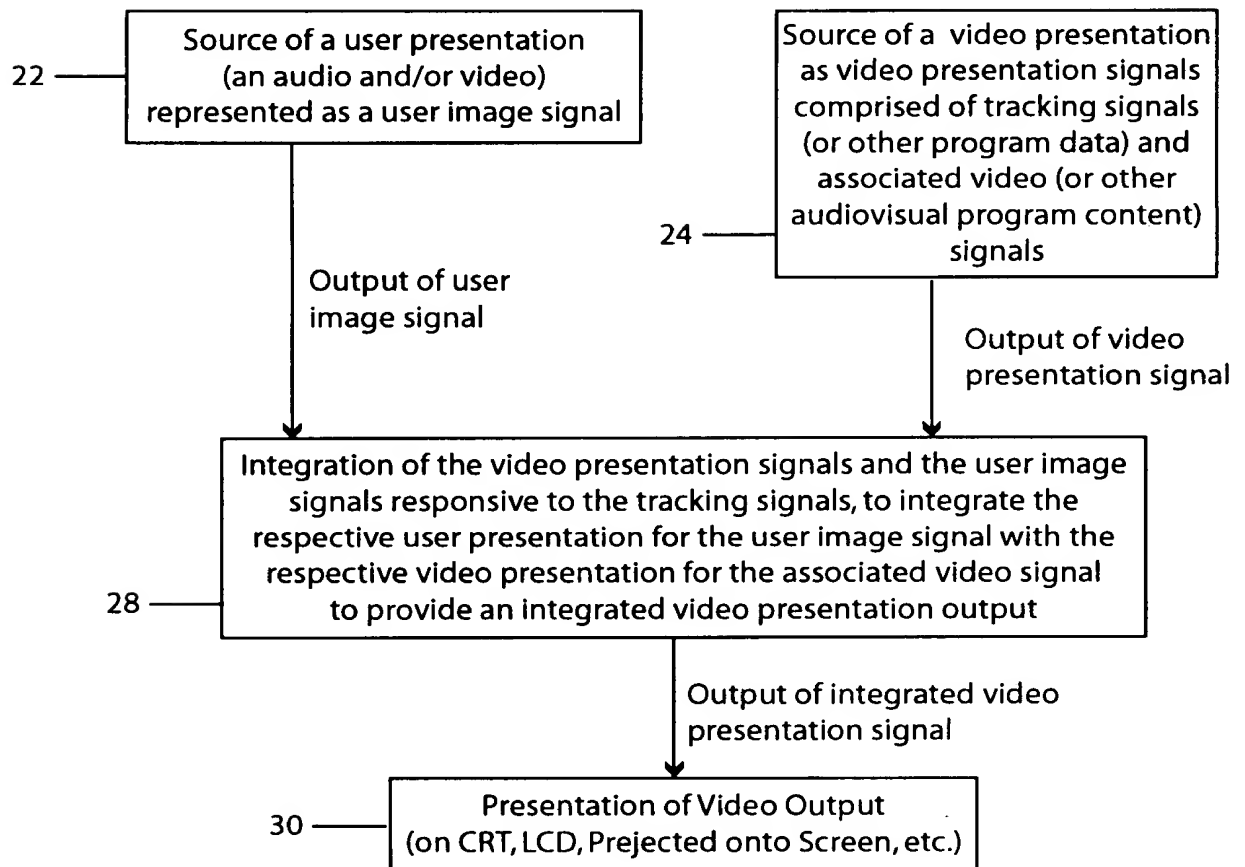 22
Source of a user presentation
(an audio and/or video)
represented as a user image signal
Source of a video presentation
as video presentation signals
comprised of tracking signals
(or other program data) and
associated video (or other
audiovisual program content)
signals
24
Output of user
image signal
Output of video
presentation signal
Integration of the video presentation signals and the user image
signals responsive to the tracking signals, to integrate the
respective user presentation for the user image signal with the
respective video presentation for the associated video signal
to provide an integrated video presentation output
28
Output of integrated video
presentation signal
Presentation of Video Output
(on CRT, LCD, Prejected onto Screen, etc.)
30